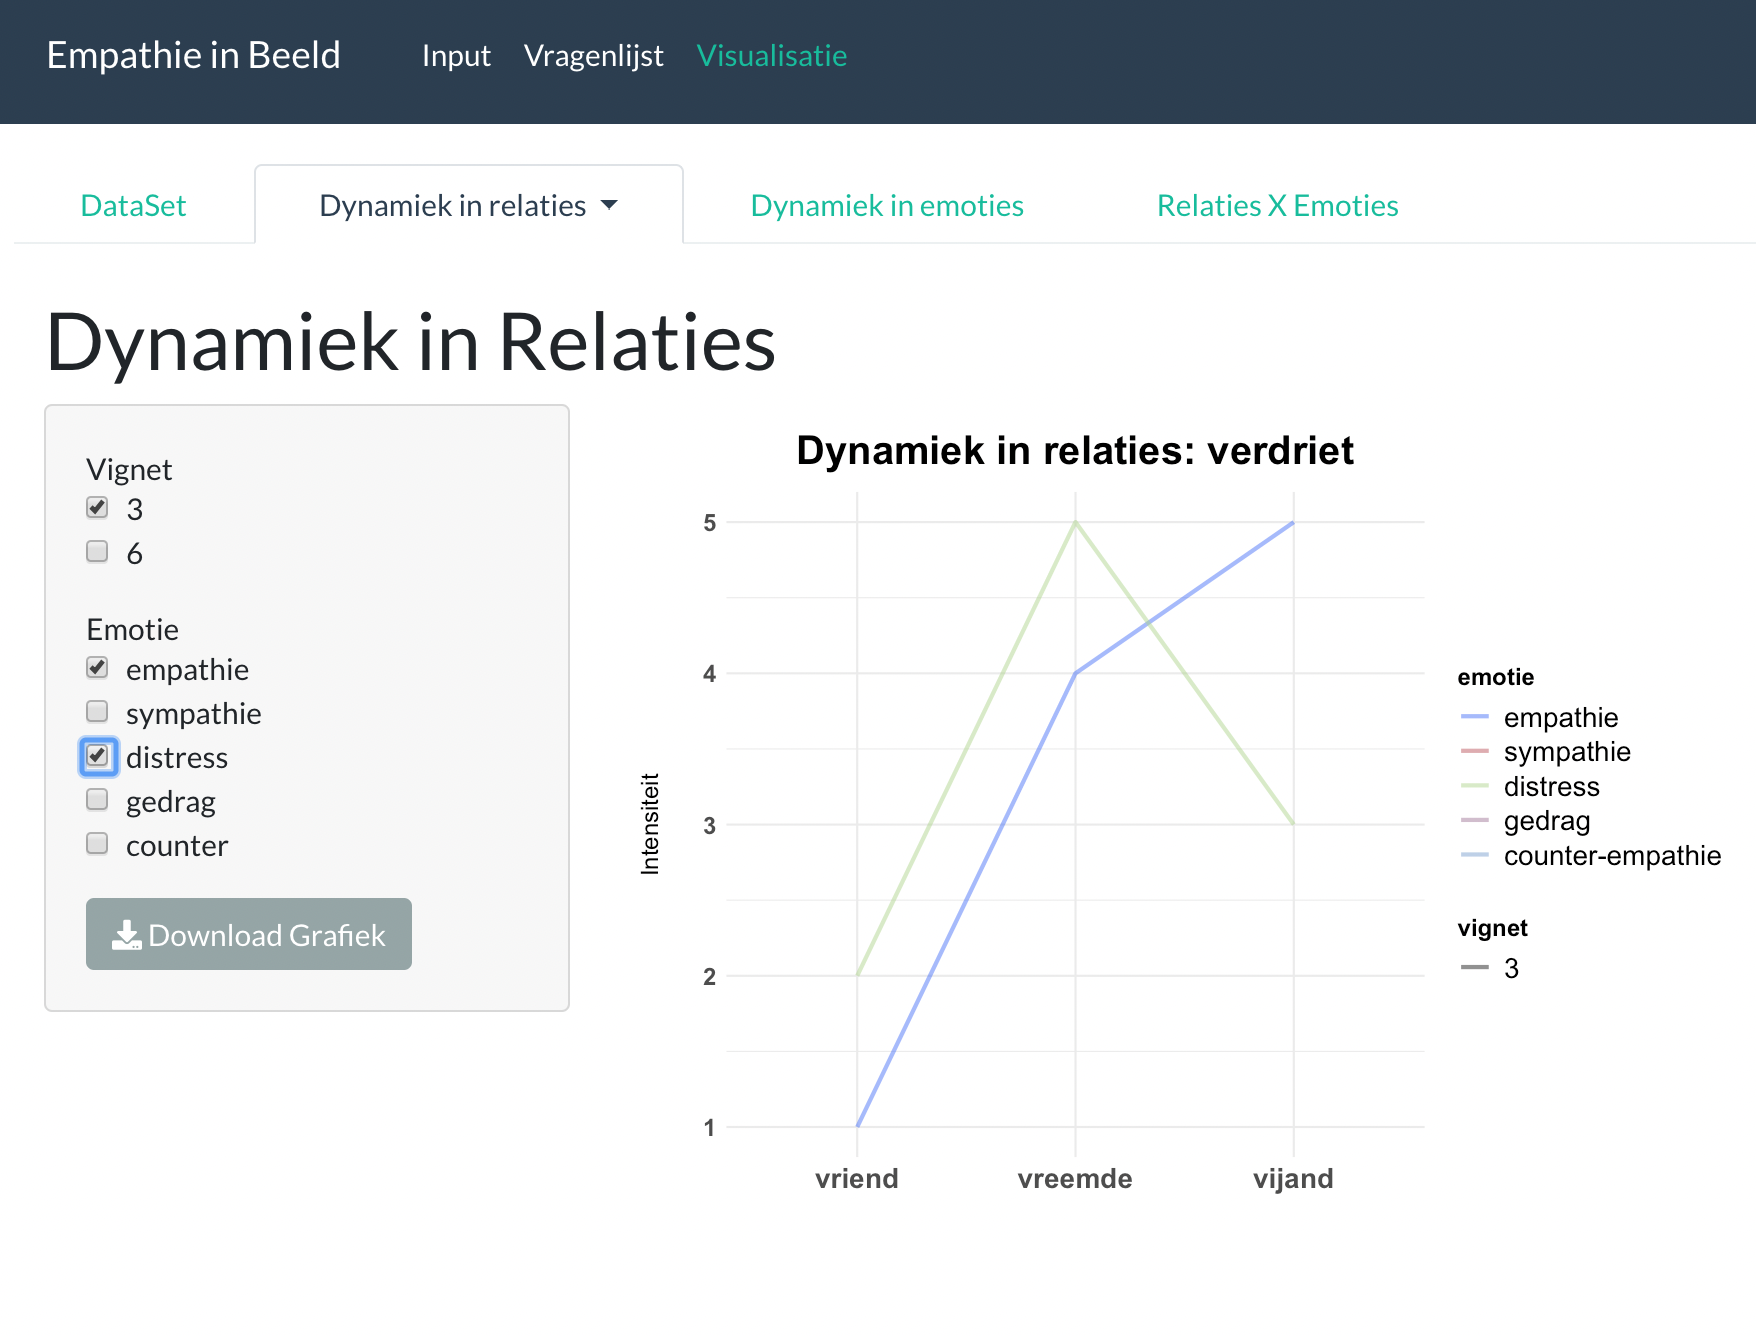 Empathie in Beeld Input Vragenlijst Visualisatie
DataSet Dynamiek in relaties Dynamiek in emoties Relaties X Emoties
Dynamiek in Relaties
Vignet
3
6
Emotie
empathie
sympathie
distress
gedrag
counter
Download Grafiek
Dynamiek in relaties: verdriet
Intensiteit
5
4
3
2
1
vriend vreemde vijand
emotie
empathie
sympathie
distress
gedrag
counter-empathie
vignet
3